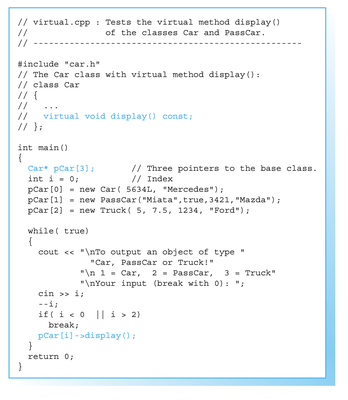 // virtual.cpp : Tests the virtual method display()
//               of the classes Car and PassCar.
// ----------------------------------------------------
#include "car.h"
// The Car class with virtual method display():
// class Car
// {
//   ...
//   virtual void display() const;
// };
int main()
{
  Car* pCar[3];       // Three pointers to the base class.
  int i = 0;          // Index
  pCar[0] = new Car( 5634L, "Mercedes");
  pCar[1] = new PassCar("Miata",true,3421,"Mazda");
  pCar[2] = new Truck( 5, 7.5, 1234, "Ford");
  while( true)
  {
    cout << "\nTo output an object of type "
            "Car, PassCar or Truck!"
          "\n 1 = Car,  2 = PassCar,  3 = Truck"
          "\nYour input (break with 0): ";
    cin >> i;
    --i;
    if( i < 0  || i > 2)
      break;
    pCar[i]->display();
  }
  return 0;
}